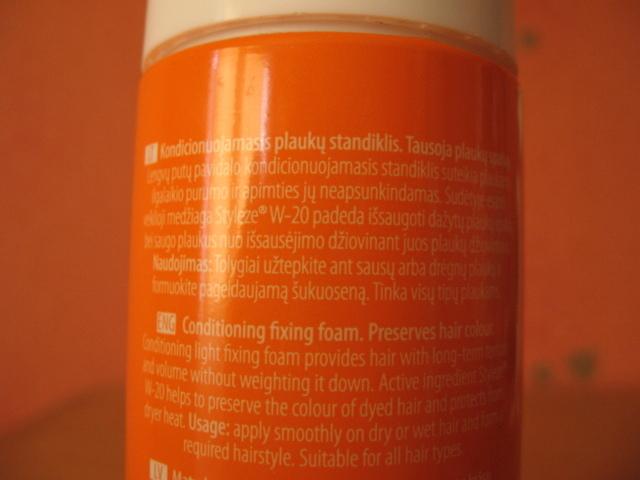 LT Kondicionuojamasis plaukų standiklis. Tausoja plaukų
Lengvų putų pavidalo kondicionuojamasis standiklis suteikia
ilgalaikio purumo ir apimties jų neapsunkindamas. Sudėtyje
veiklioji medžiaga Styleze® W-20 padeda išsaugoti dažytų plaukų
bei saugo plaukus nuo išsausėjimo džiovinant juos plaukų
Naudojimas: Tolygiai užtepkite ant sausų arba drėgnų plaukų
formuokite pageidaujamą šukuoseną. Tinka visų tipų plaukams.
ENG Conditioning fixing foam. Preserves hair colour.
Conditioning light fixing foam provides hair with long-term
and volume without weighting it down. Active ingredient Styleze®
W-20 helps to preserve the colour of dyed hair and protects from
dryer heat. Usage: apply smoothly on dry or wet hair and form
required hairstyle. Suitable for all hair types.
LV